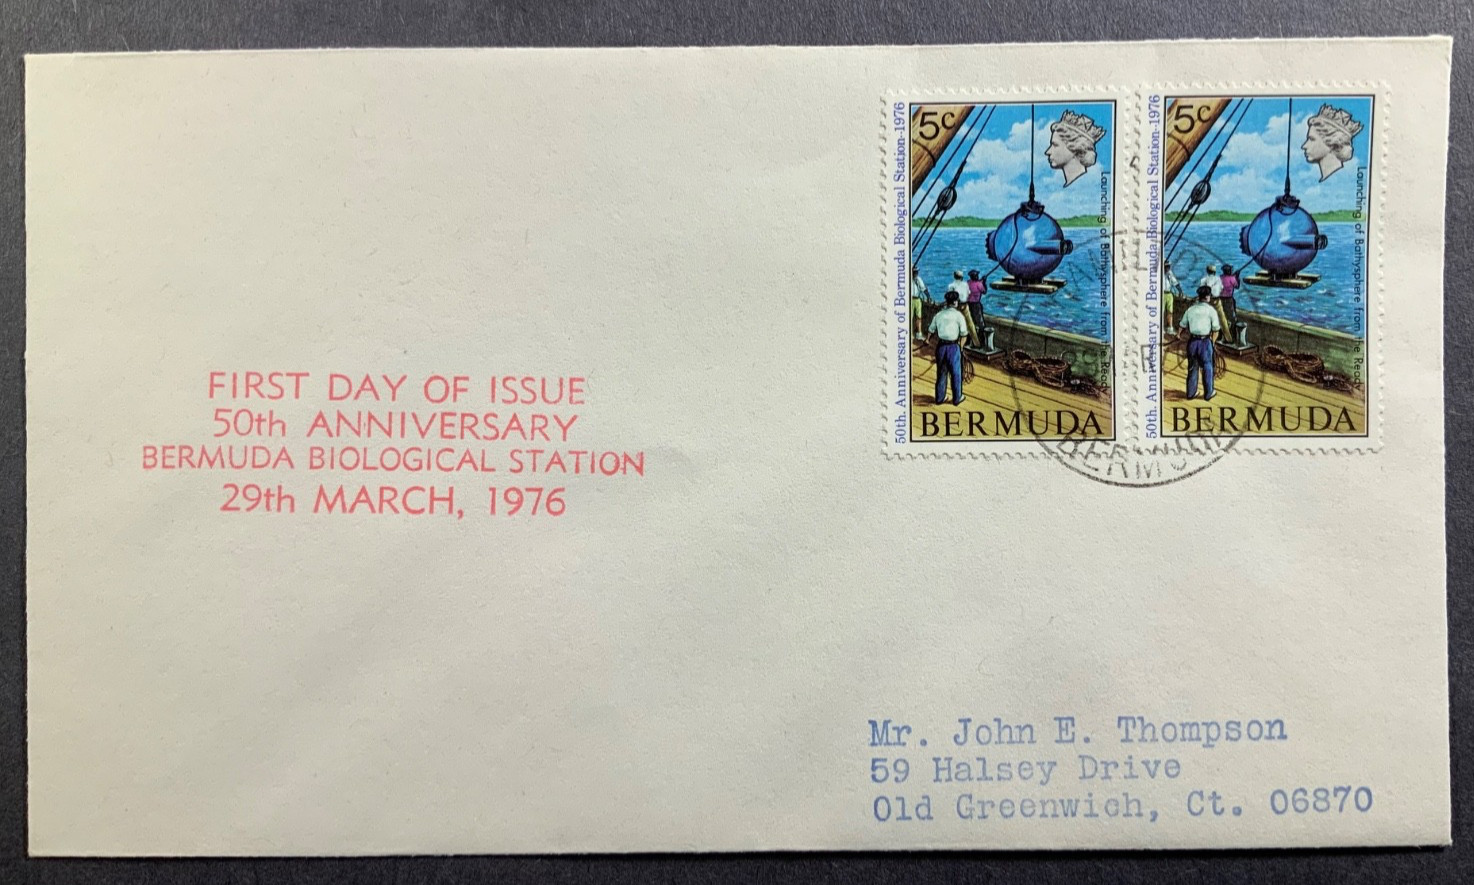 50th. Anniversary of Bermuda Biological Station-1976
5c
Launching of Bathysphere from the Ready
BERMUDA
50th. Anniversary of Bermuda Biological Station-1976
5c
Launching of Bathysphere from the Ready
BERMUDA
BERMUDA
FIRST DAY OF ISSUE
50th ANNIVERSARY
BERMUDA BIOLOGICAL STATION
29th MARCH, 1976
Mr. John E. Thompson
59 Halsey Drive
Old Greenwich, Ct. 06870